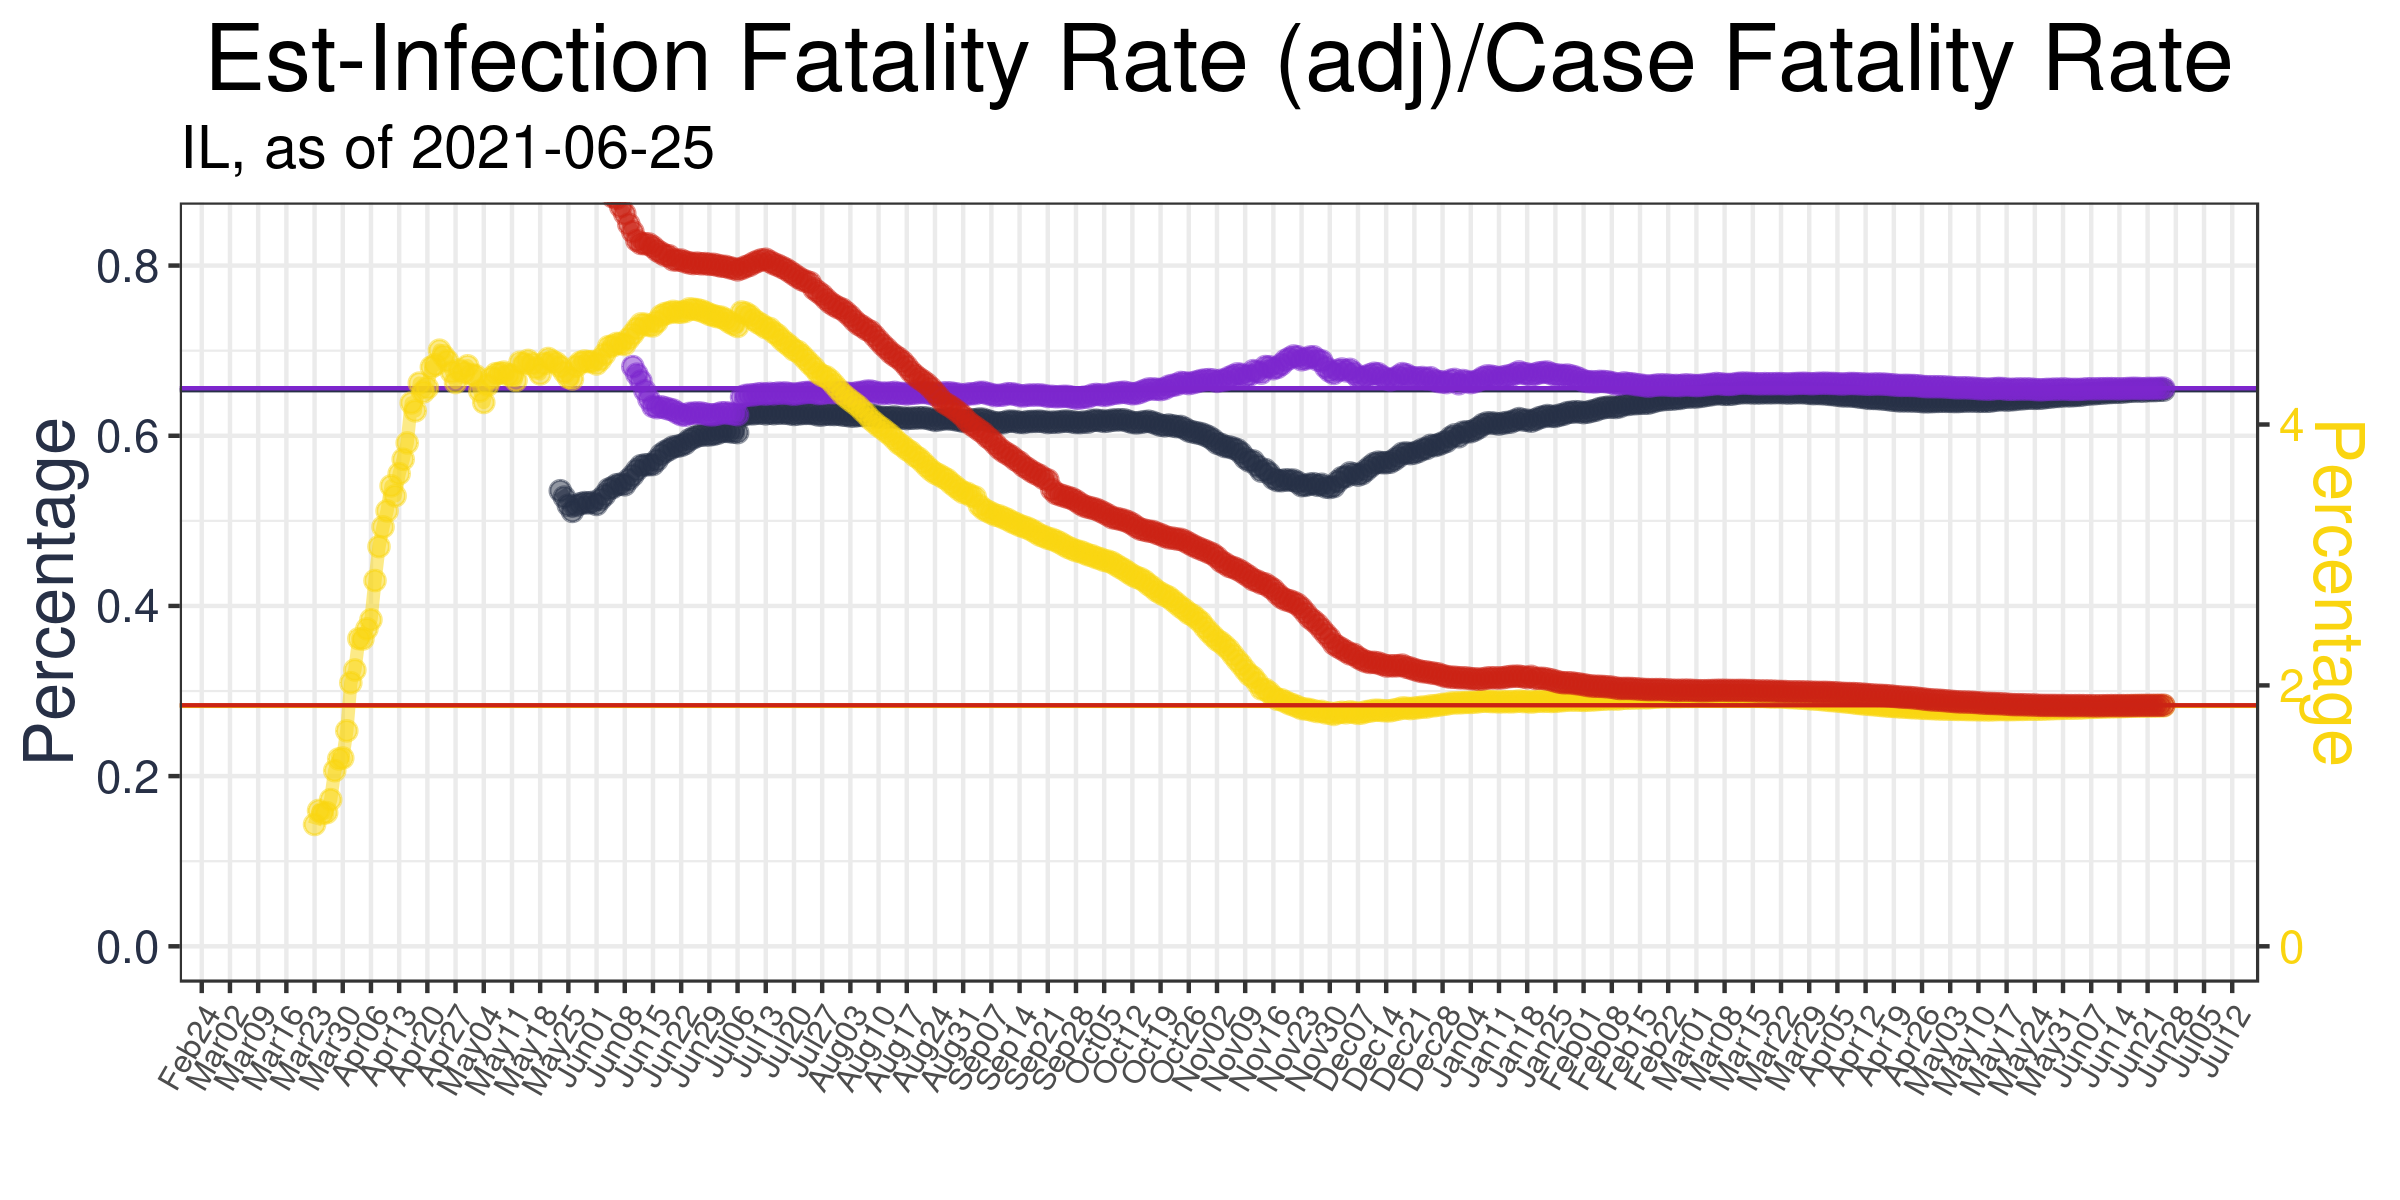 Est-Infection Fatality Rate (adj)/Case Fatality Rate
IL, as of 2021-06-25
Percentage
0.8
0.6
0.4
0.2
0.0
4
2
0
Percentage
Feb24
Mar02
Mar09
Mar16
Mar23
Mar30
Apr06
Apr13
Apr20
Apr27
May04
May11
May18
May25
Jun01
Jun08
Jun15
Jun22
Jun29
Jul06
Jul13
Jul20
Jul27
Aug03
Aug10
Aug17
Aug24
Aug31
Sep07
Sep14
Sep21
Sep28
Oct05
Oct12
Oct19
Oct26
Nov02
Nov09
Nov16
Nov23
Nov30
Dec07
Dec14
Dec21
Dec28
Jan04
Jan11
Jan18
Jan25
Feb01
Feb08
Feb15
Feb22
Mar01
Mar08
Mar15
Mar22
Mar29
Apr05
Apr12
Apr19
Apr26
May03
May10
May17
May24
May31
Jun07
Jun14
Jun21
Jun28
Jul05
Jul12